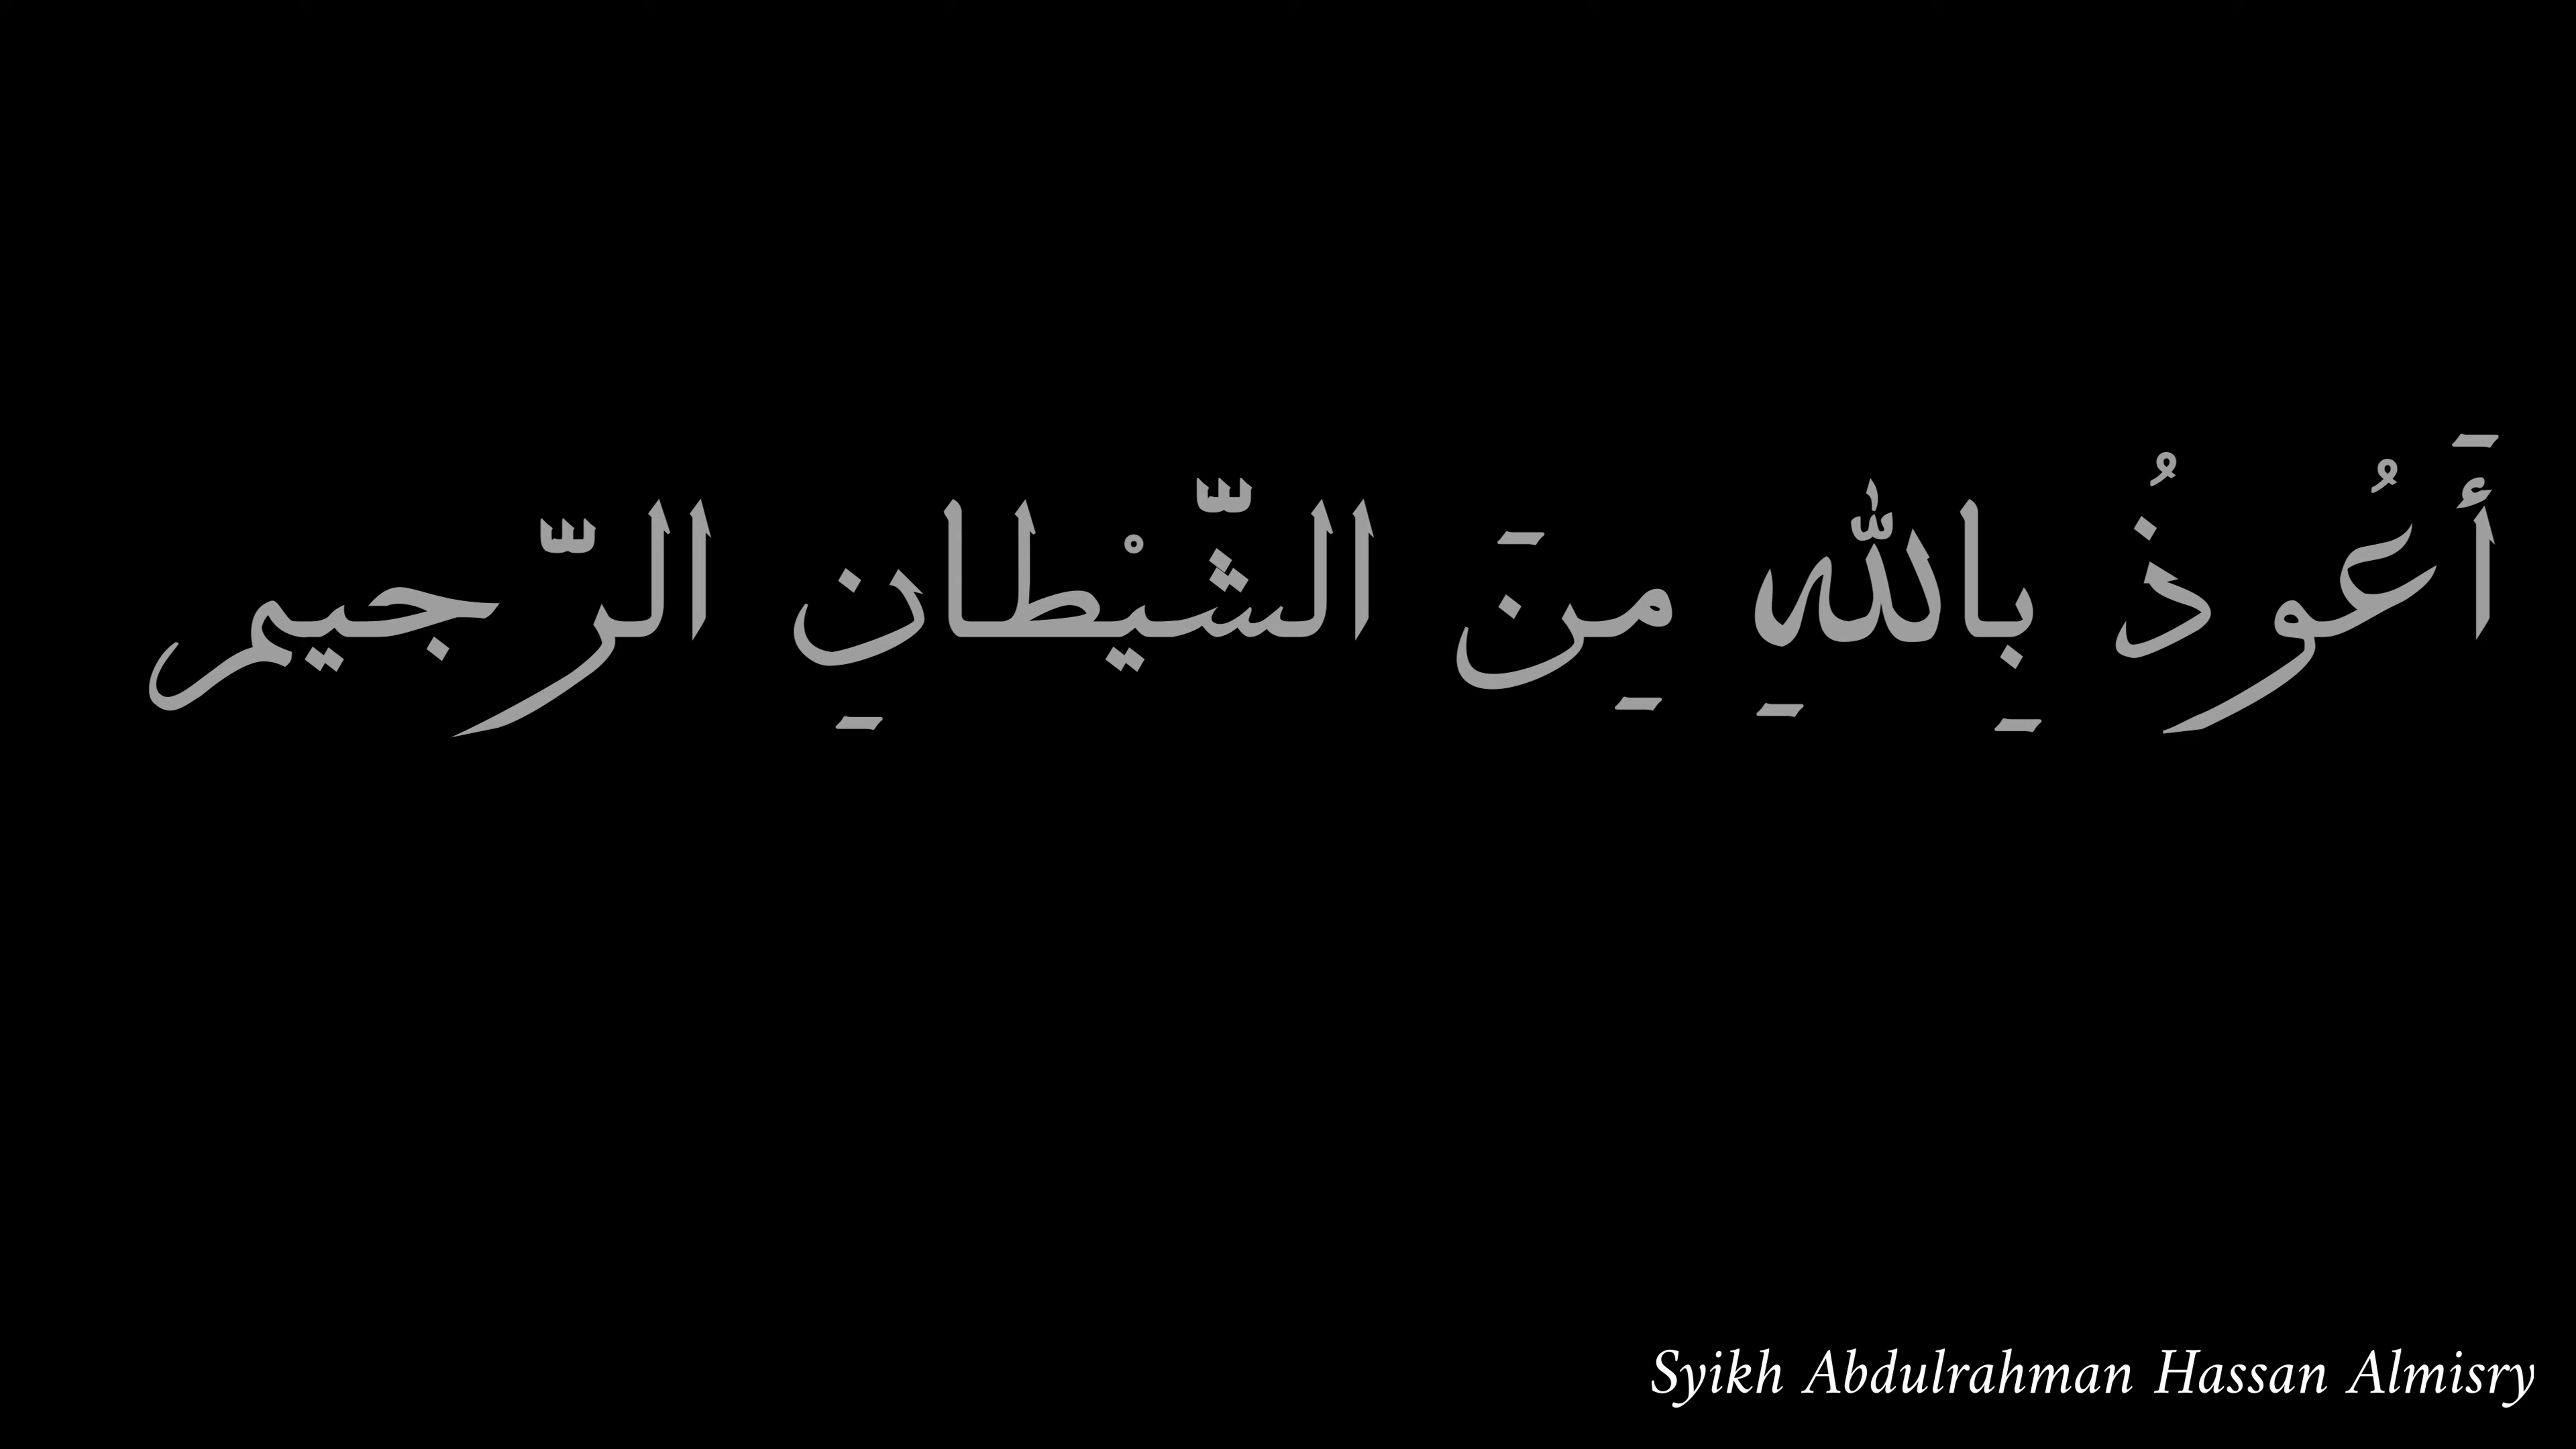 أَعُوذُ بِاللهِ مِنَ الشّيْطانِ الرّجيم
Syikh Abdulrahman Hassan Almisry